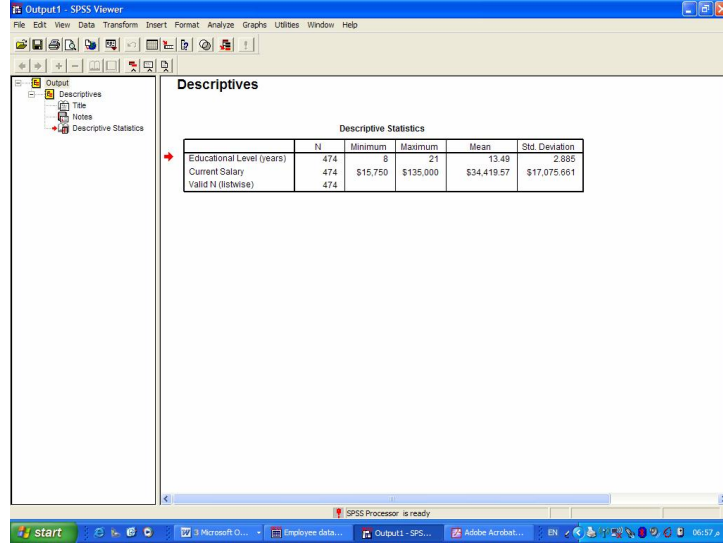 Output1 - SPSS Viewer
File Edit View Data Transform Insert Format Analyze Graphs Utilities Window Help
Output
Descriptives
Title
Notes
Descriptive Statistics
Descriptives
Descriptive Statistics
N Minimum Maximum Mean Std. Deviation
Educational Level (years) 474 8 21 13.49 2.885
Current Salary 474 $15,750 $135,000 $34,419.57 $17,075.661
Valid N (listwise) 474
SPSS Processor is ready
start 3 Microsoft O... Employee data... Output1 - SPS... Adobe Acrobat... EN 06:57 م